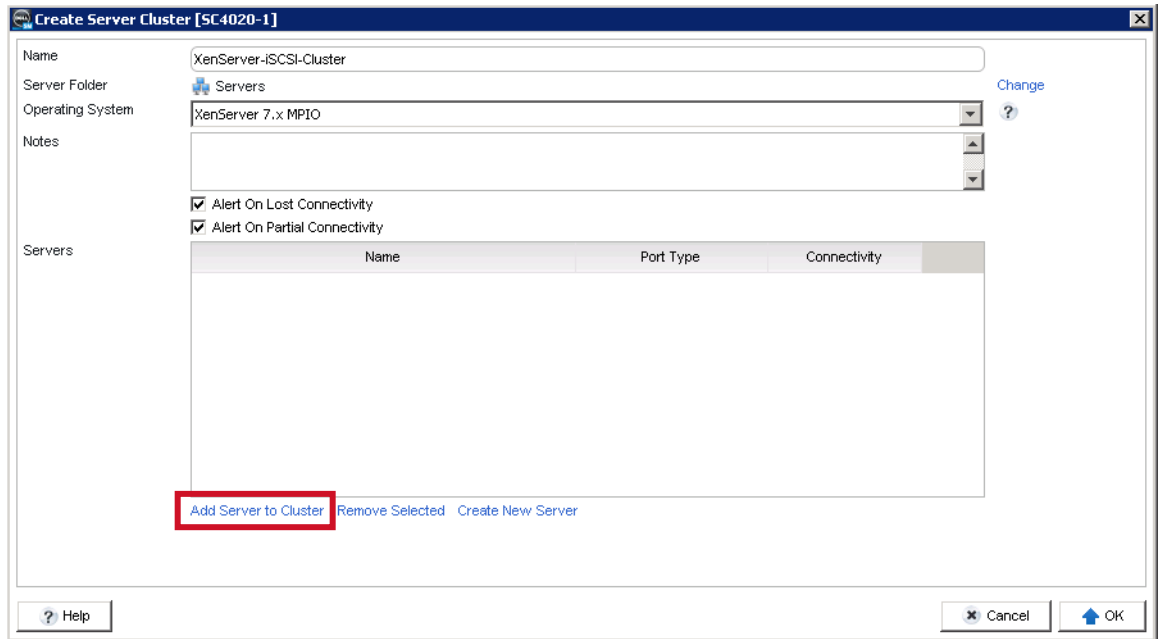 Create Server Cluster [SC4020-1]
Name
XenServer-iSCSI-Cluster
Server Folder
Servers
Change
Operating System
XenServer 7.x MPIO
?
Notes
Alert On Lost Connectivity
Alert On Partial Connectivity
Servers
Name Port Type Connectivity
Add Server to Cluster Remove Selected Create New Server
? Help
Cancel
OK